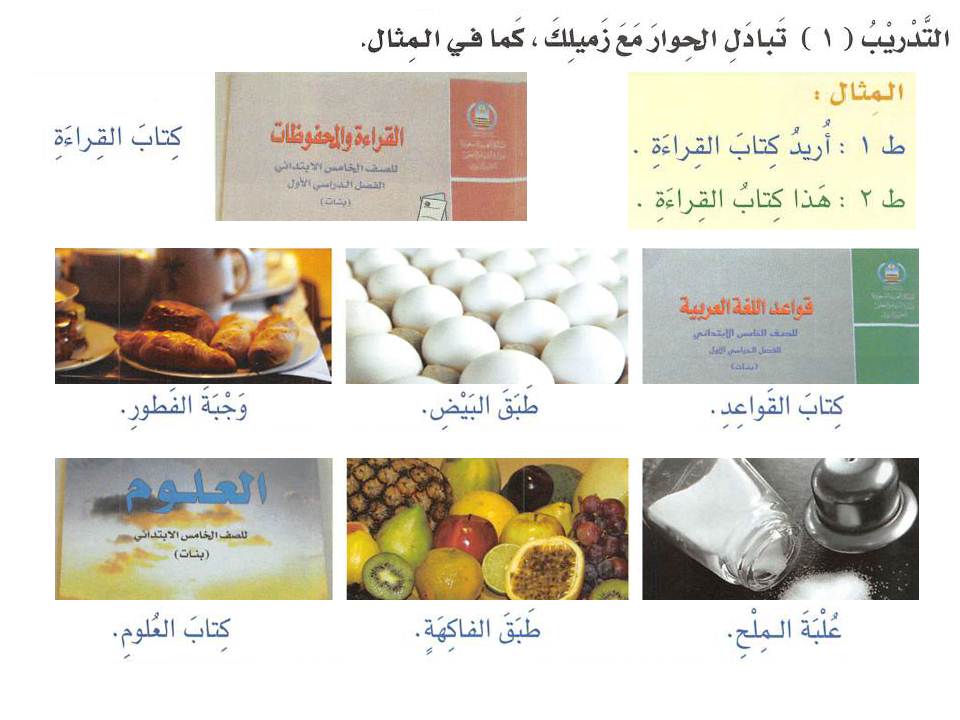 التَّدْرِيْبُ ( ١ ) تَبادَلِ الحِوارَ مَعَ زَميلِكَ ، كَما في المِثال.
المِثال :
ط ١ : أُرِيدُ كِتابَ القِراءَةِ .
ط ٢ : هَذا كِتابُ القِراءَةِ .
القراءة والمحفوظات
للصف الخامس الابتدائي
الفصل الدراسي الأول
(بنات)
كِتابَ القِراءَةِ
قواعد اللغة العربية
للصف الخامس الابتدائي
الفصل الدراسي الأول
(بنات)
كِتابَ القَواعِدِ.
طَبَقَ البَيْضِ.
وَجْبَةَ الفَطورِ.
العلوم
للصف الخامس الابتدائي
(بنات)
عُلْبَةَ الـمِلْحِ.
طَبَقَ الفاكِهَةٍ.
كِتابَ العُلومِ.